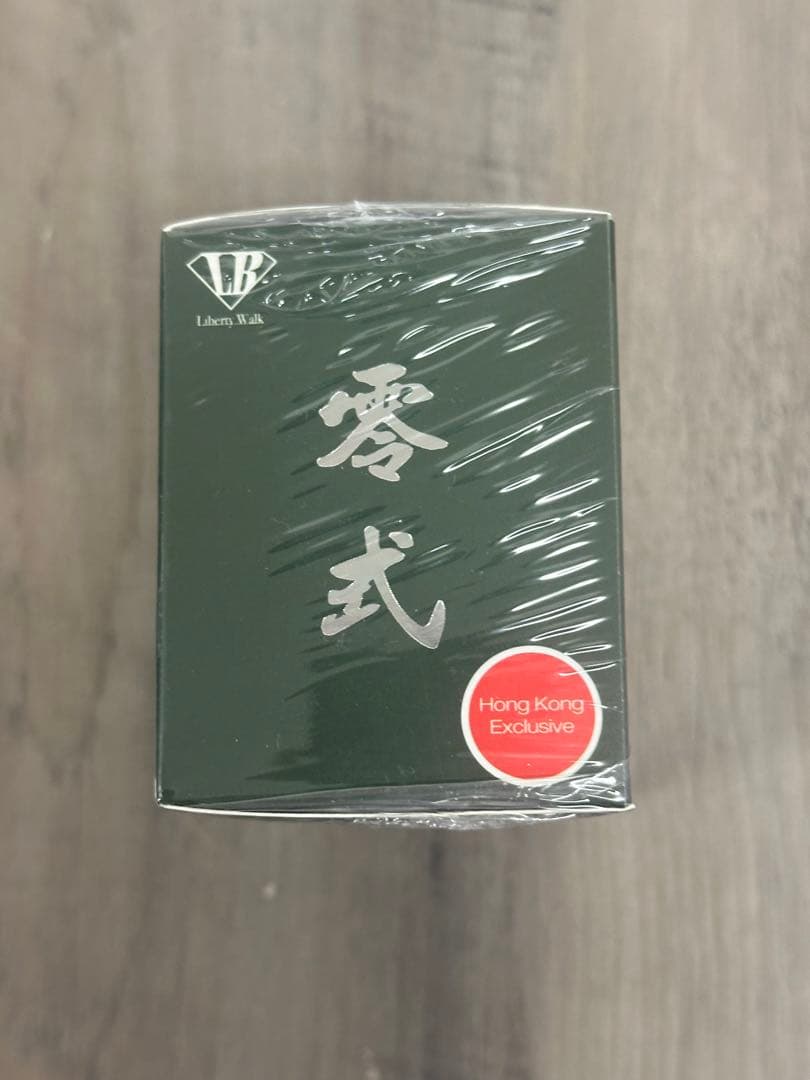 LB
Liberty Walk
零
式
Hong Kong
Exclusive